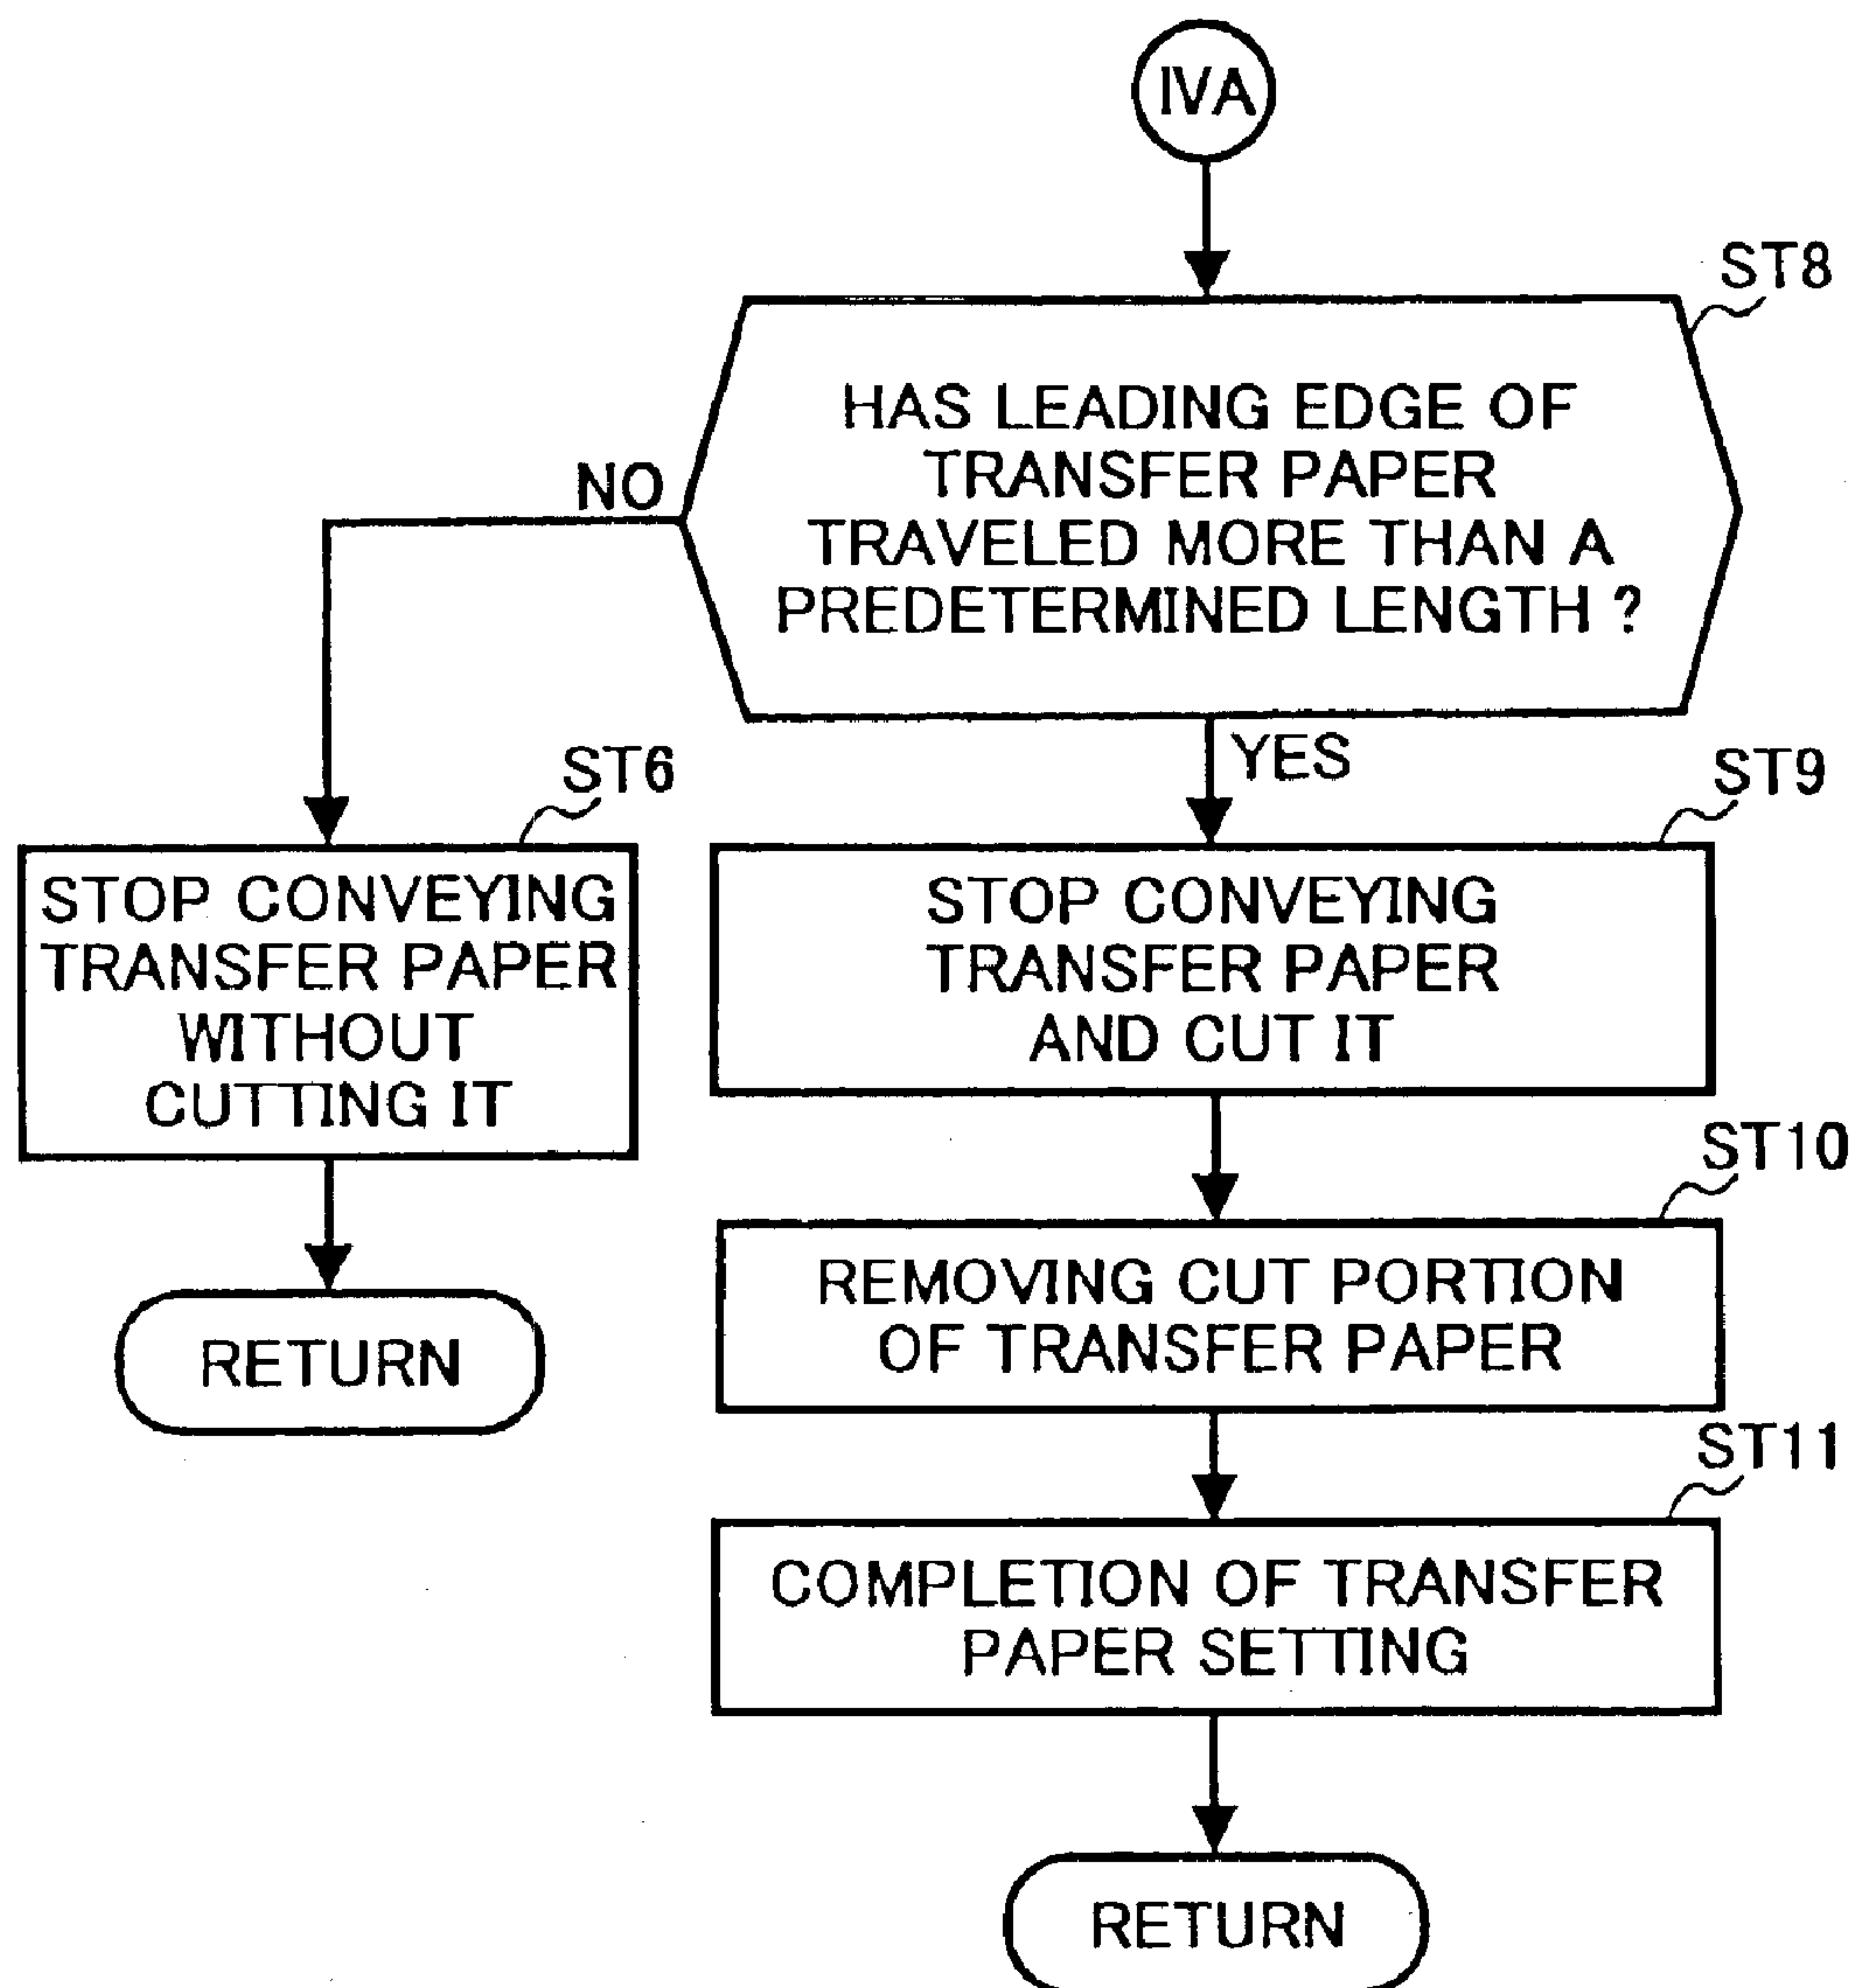 IVA
ST8
HAS LEADING EDGE OF
TRANSFER PAPER
TRAVELED MORE THAN A
PREDETERMINED LENGTH ?
NO
YES
ST6
STOP CONVEYING
TRANSFER PAPER
WITHOUT
CUTTING IT
RETURN
ST9
STOP CONVEYING
TRANSFER PAPER
AND CUT IT
ST10
REMOVING CUT PORTION
OF TRANSFER PAPER
ST11
COMPLETION OF TRANSFER
PAPER SETTING
RETURN